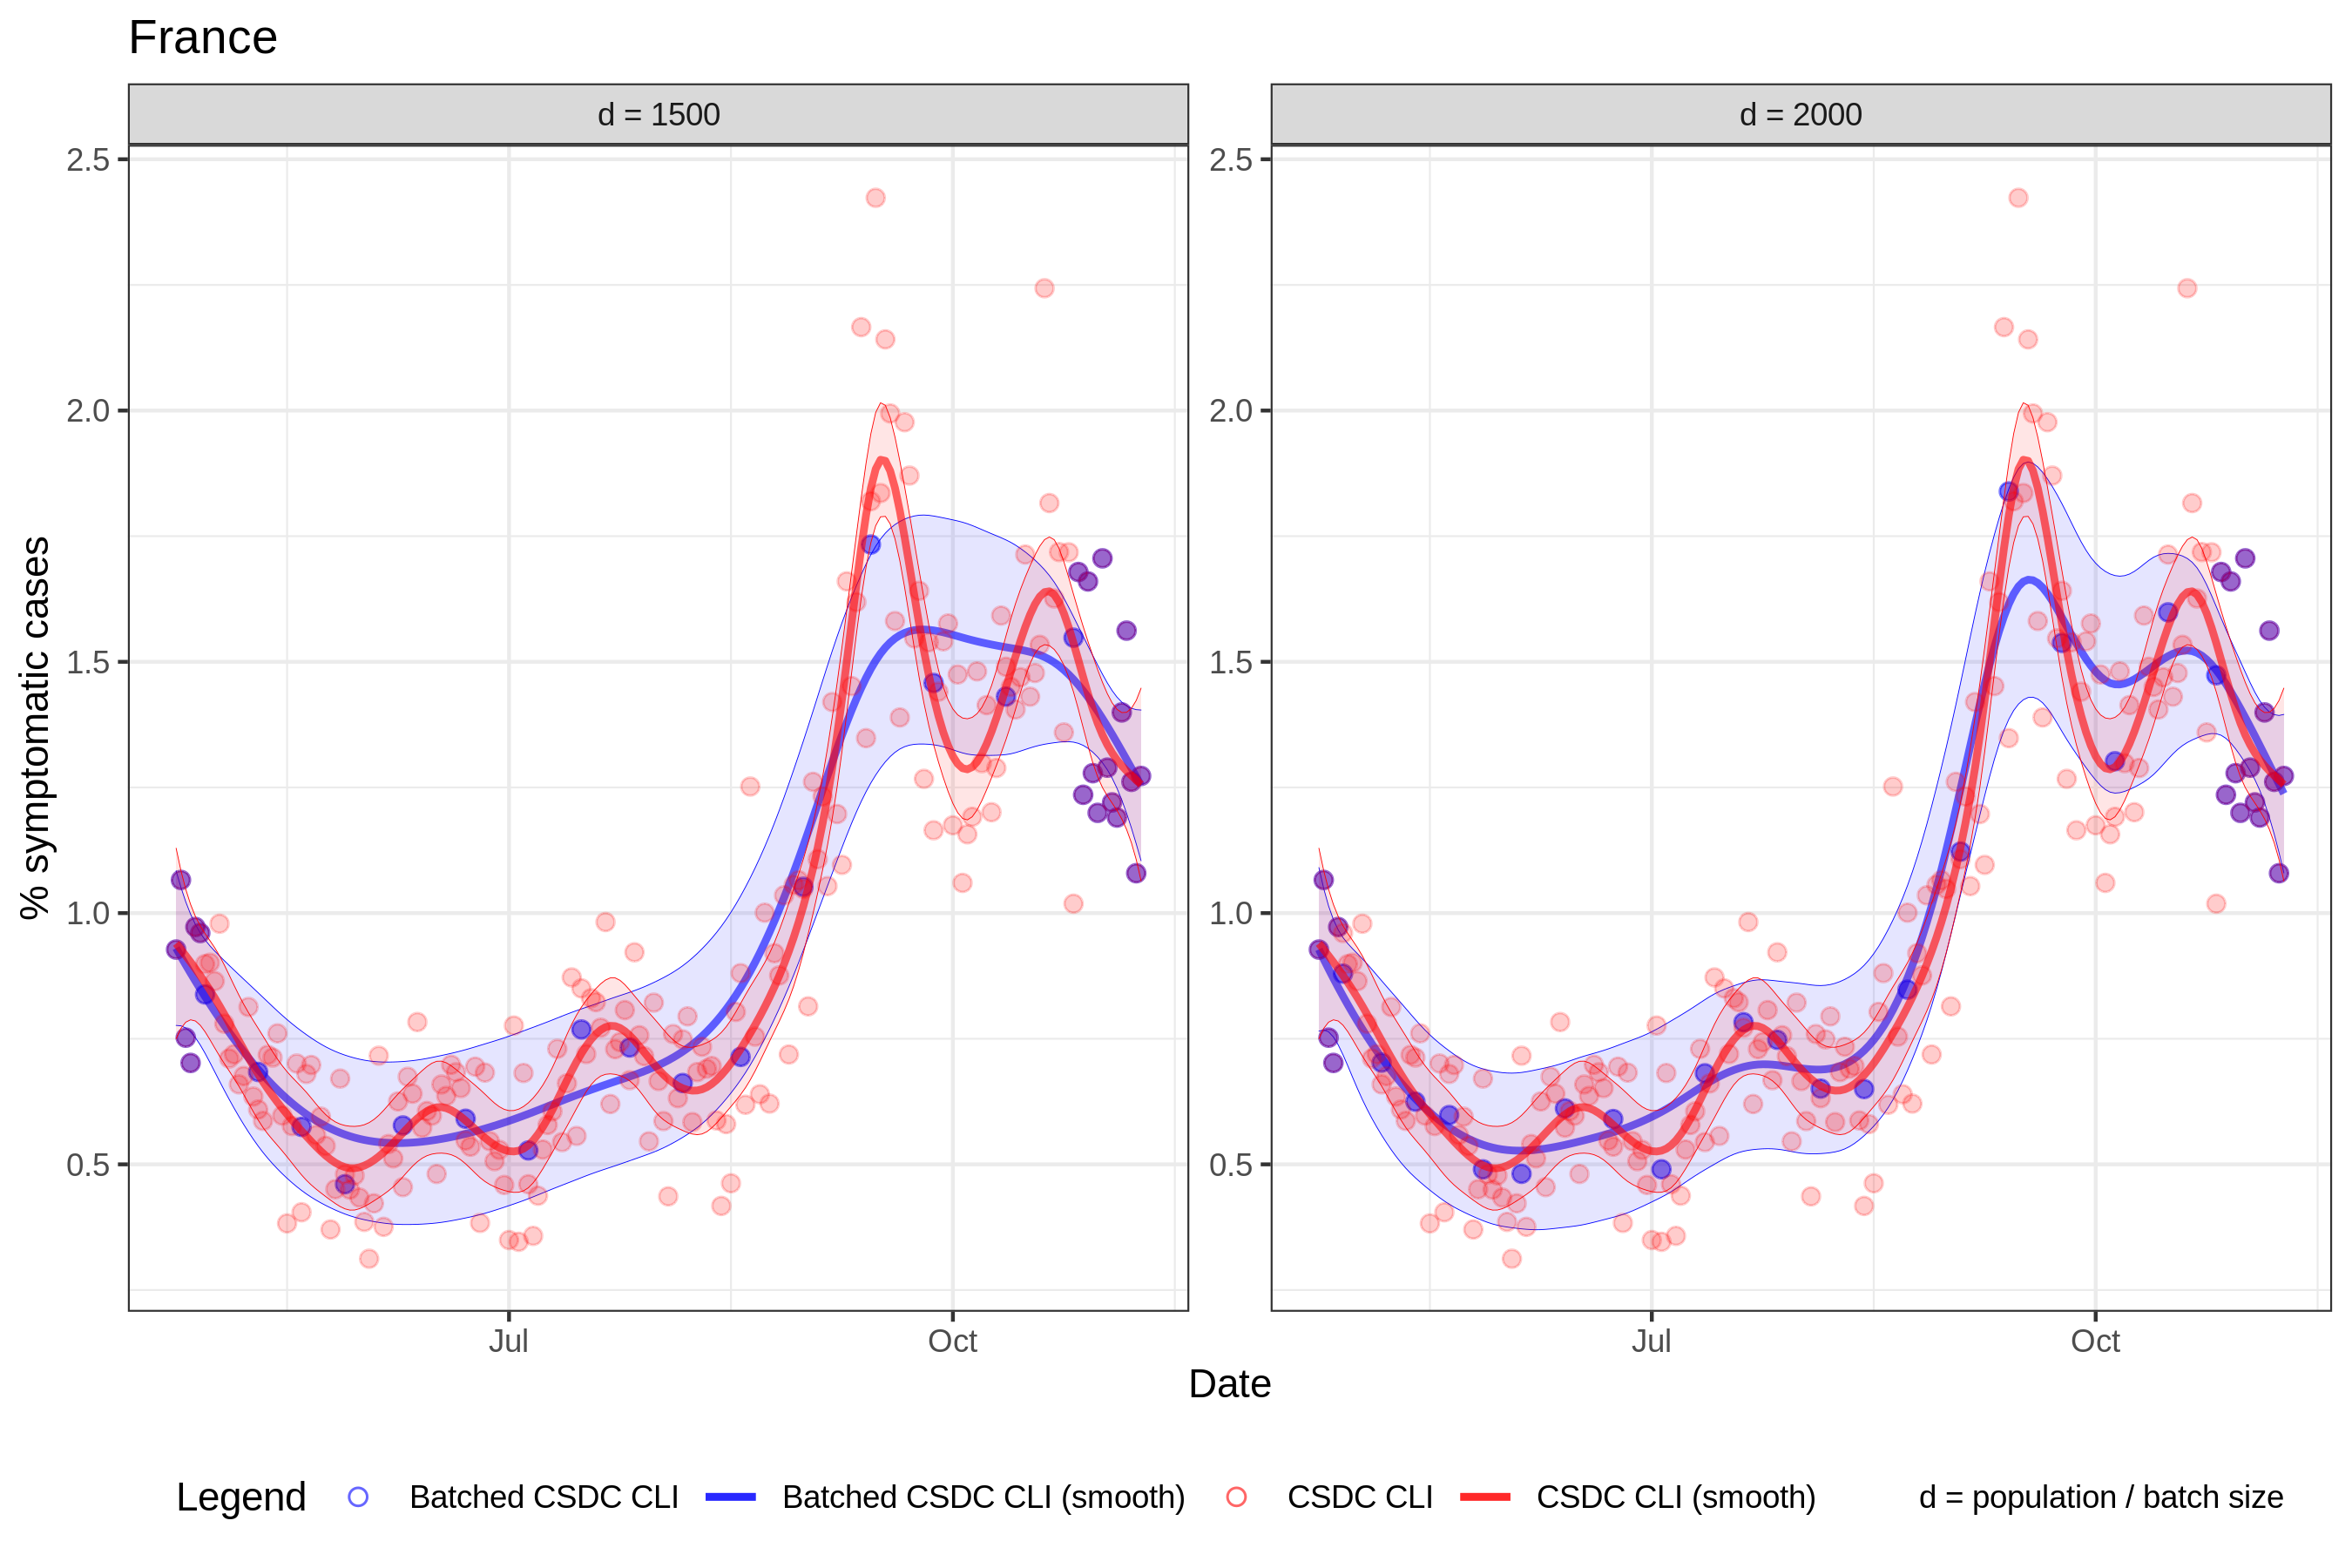 France
d = 1500
d = 2000
2.5
2.0
1.5
1.0
0.5
2.5
2.0
1.5
1.0
0.5
% symptomatic cases
Jul
Oct
Jul
Oct
Date
Legend
Batched CSDC CLI
Batched CSDC CLI (smooth)
CSDC CLI
CSDC CLI (smooth)
d = population / batch size